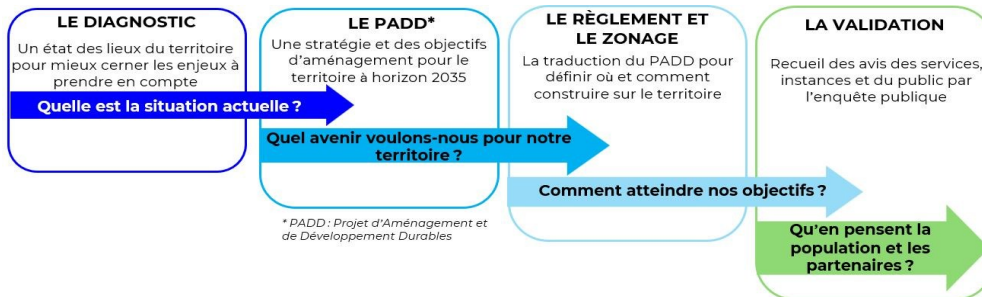 LE DIAGNOSTIC
Un état des lieux du territoire
pour mieux cerner les enjeux à
prendre en compte
Quelle est la situation actuelle ?
LE PADD*
Une stratégie et des objectifs
d'aménagement pour le
territoire à horizon 2035
Quel avenir voulons-nous pour notre
territoire ?
* PADD : Projet d'Aménagement et
de Développement Durables
LE RÈGLEMENT ET
LE ZONAGE
La traduction du PADD pour
définir où et comment
construire sur le territoire
Comment atteindre nos objectifs ?
LA VALIDATION
Recueil des avis des services,
instances et du public par
l'enquête publique
Qu'en pensent la
population et les
partenaires ?